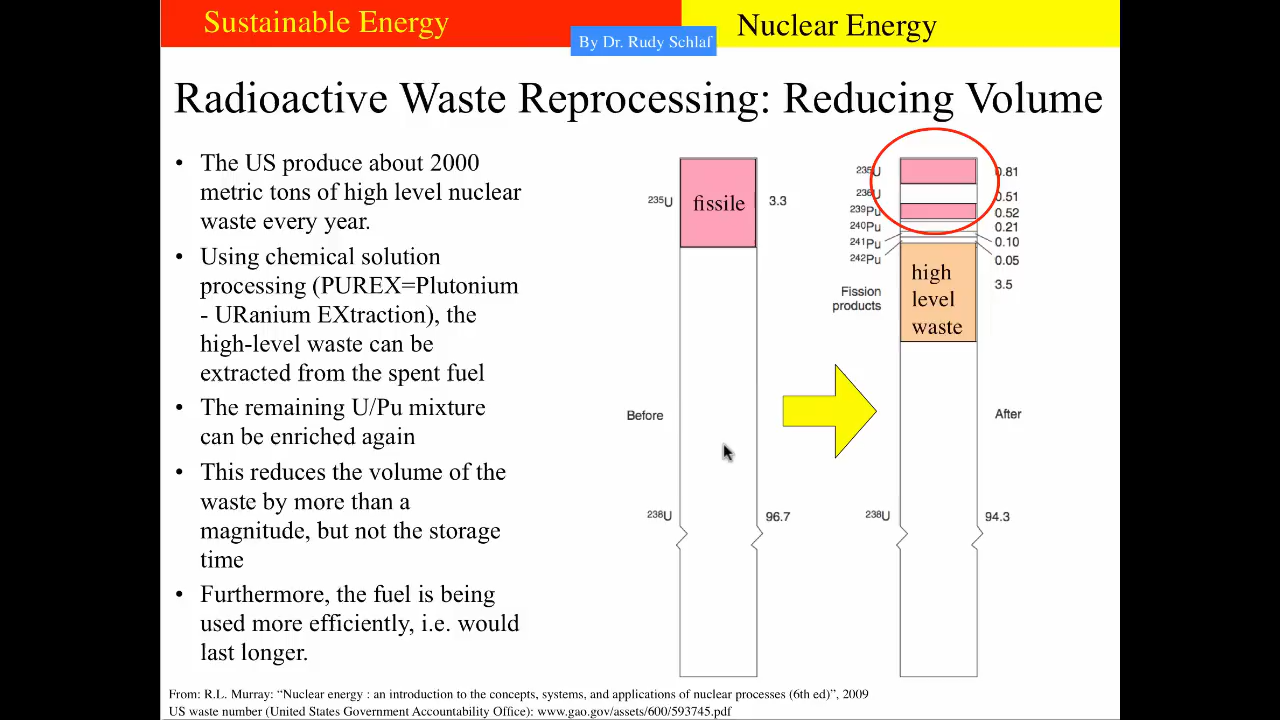 Sustainable Energy
Nuclear Energy
By Dr. Rudy Schlaf
Radioactive Waste Reprocessing: Reducing Volume
• The US produce about 2000
metric tons of high level nuclear
waste every year.
• Using chemical solution
processing (PUREX=Plutonium
- URanium EXtraction), the
high-level waste can be
extracted from the spent fuel
• The remaining U/Pu mixture
can be enriched again
• This reduces the volume of the
waste by more than a
magnitude, but not the storage
time
• Furthermore, the fuel is being
used more efficiently, i.e. would
last longer.
²³⁵U fissile 3.3
Before
²³⁸U 96.7
²³⁵U 0.81
²³⁶U 0.51
²³⁹Pu 0.52
²⁴⁰Pu 0.21
²⁴¹Pu 0.10
²⁴²Pu 0.05
Fission
products
high
level
waste
3.5
After
²³⁸U 94.3
From: R.L. Murray: “Nuclear energy : an introduction to the concepts, systems, and applications of nuclear processes (6th ed)”, 2009
US waste number (United States Government Accountability Office): www.gao.gov/assets/600/593745.pdf